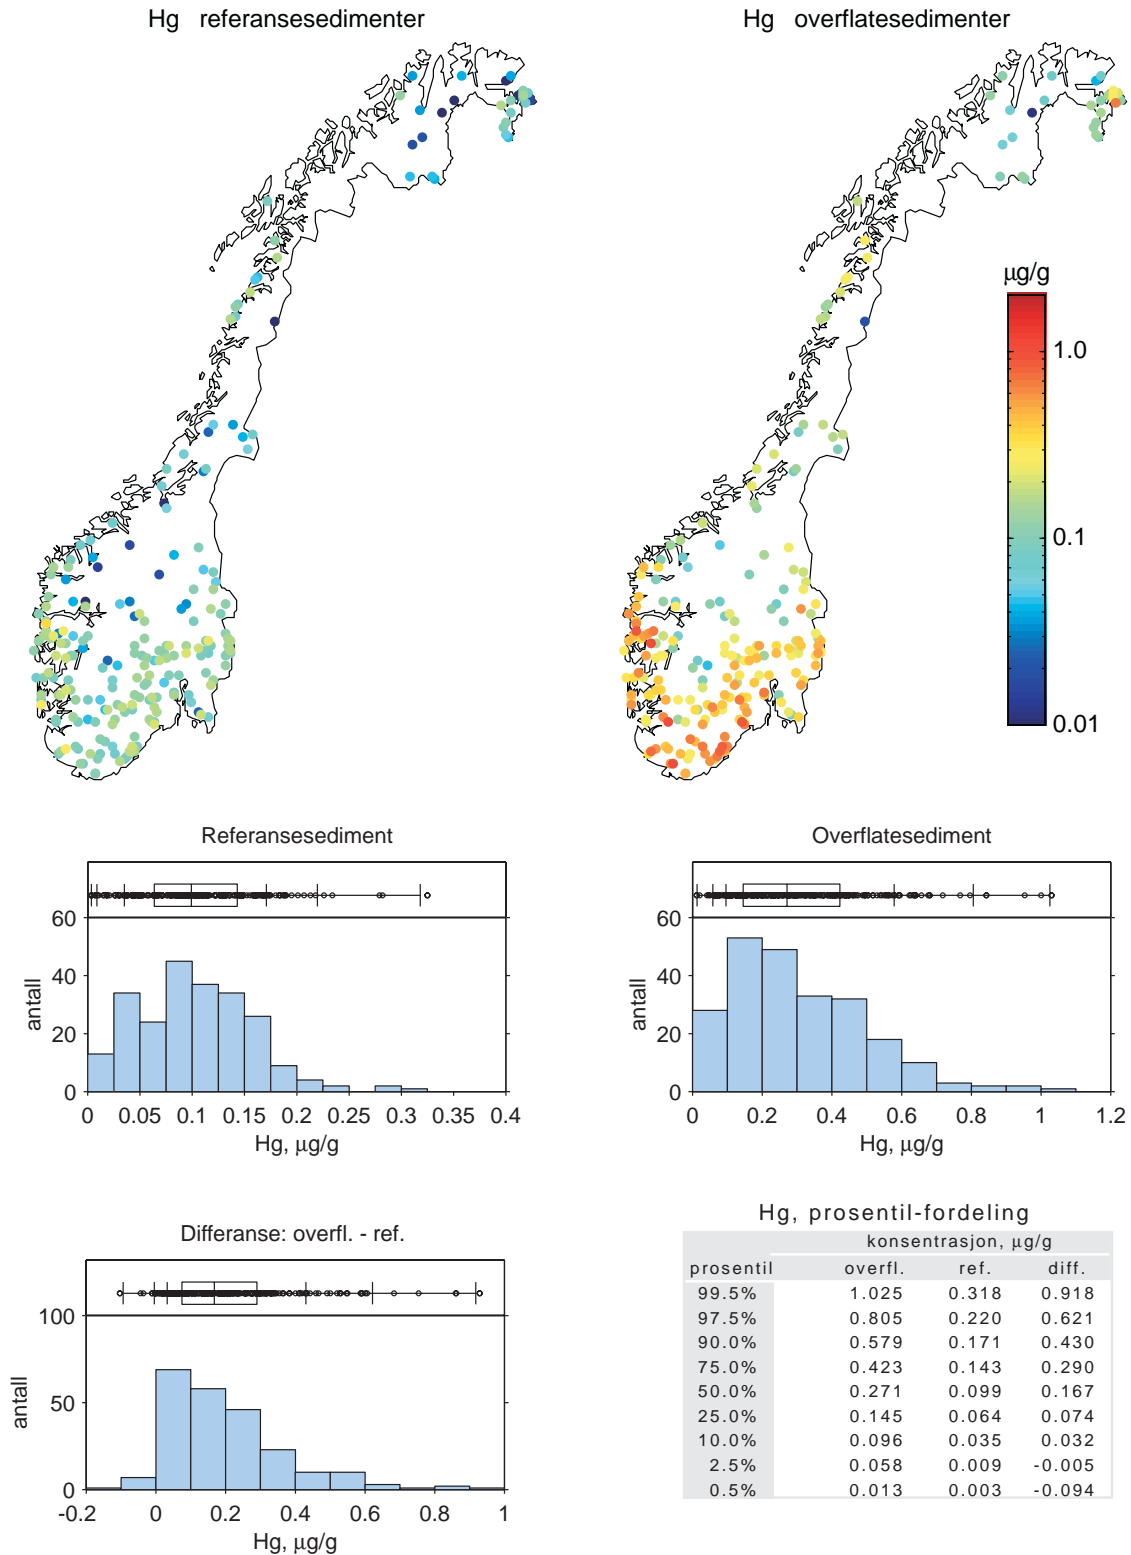 Hg referansesedimenter
Hg overflatesedimenter
µg/g
1.0
0.1
0.01
Referansesediment
60
40
20
0
antall
0 0.05 0.1 0.15 0.2 0.25 0.3 0.35 0.4
Hg, µg/g
Overflatesediment
60
40
20
0
antall
0 0.2 0.4 0.6 0.8 1 1.2
Hg, µg/g
Differanse: overfl. - ref.
100
50
0
antall
-0.2 0 0.2 0.4 0.6 0.8 1
Hg, µg/g
Hg, prosentil-fordeling
konsentrasjon, µg/g
prosentil overfl. ref. diff.
99.5% 1.025 0.318 0.918
97.5% 0.805 0.220 0.621
90.0% 0.579 0.171 0.430
75.0% 0.423 0.143 0.290
50.0% 0.271 0.099 0.167
25.0% 0.145 0.064 0.074
10.0% 0.096 0.035 0.032
2.5% 0.058 0.009 -0.005
0.5% 0.013 0.003 -0.094